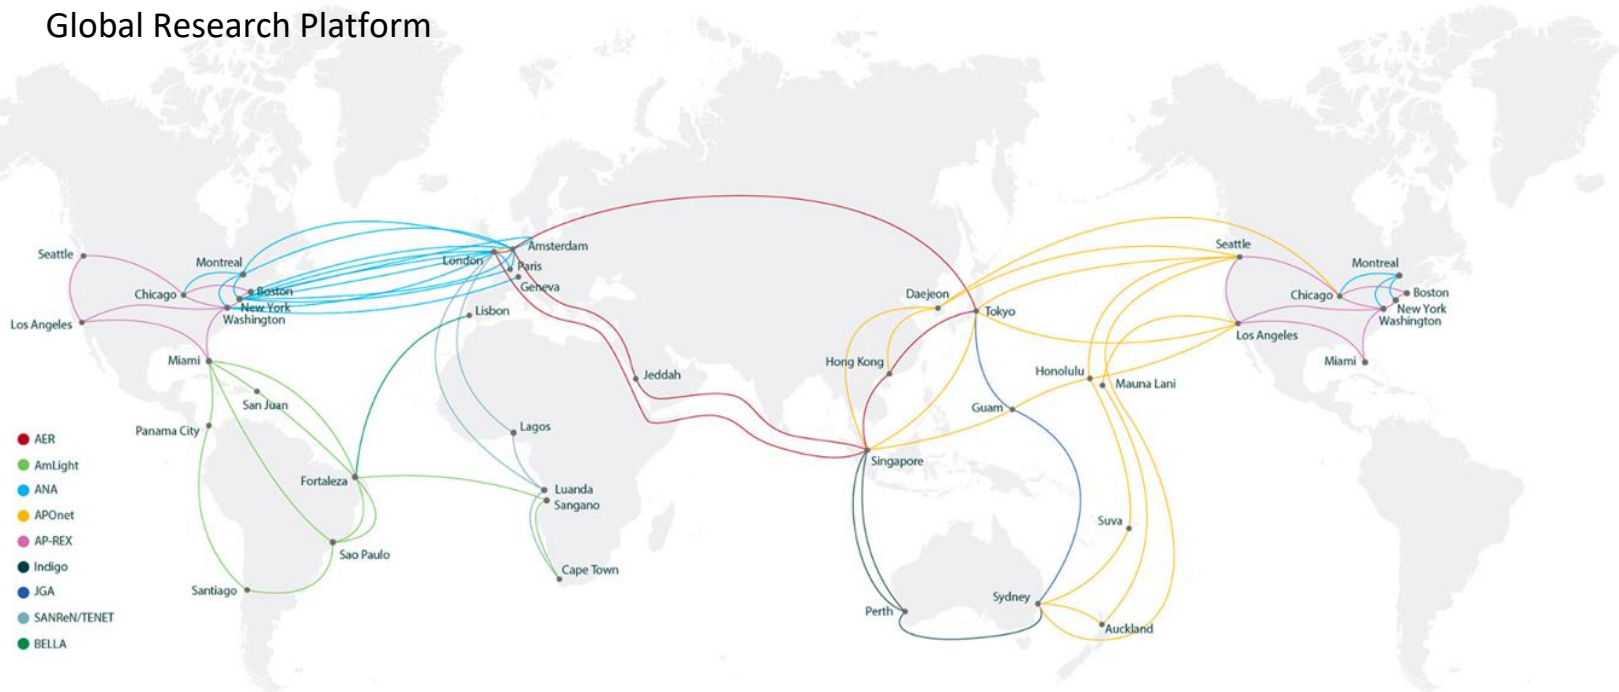 Global Research Platform
Seattle
Montreal
Chicago
Boston
New York
Washington
Los Angeles
Miami
San Juan
Panama City
Fortaleza
Sao Paulo
Santiago
London
Amsterdam
Paris
Geneva
Lisbon
Jeddah
Lagos
Luanda
Sangano
Cape Town
Daejeon
Tokyo
Hong Kong
Guam
Singapore
Honolulu
Mauna Lani
Suva
Perth
Sydney
Auckland
Seattle
Montreal
Chicago
Boston
New York
Washington
Los Angeles
Miami
AER
AmLight
ANA
APOnet
AP-REX
Indigo
JGA
SANReN/TENET
BELLA